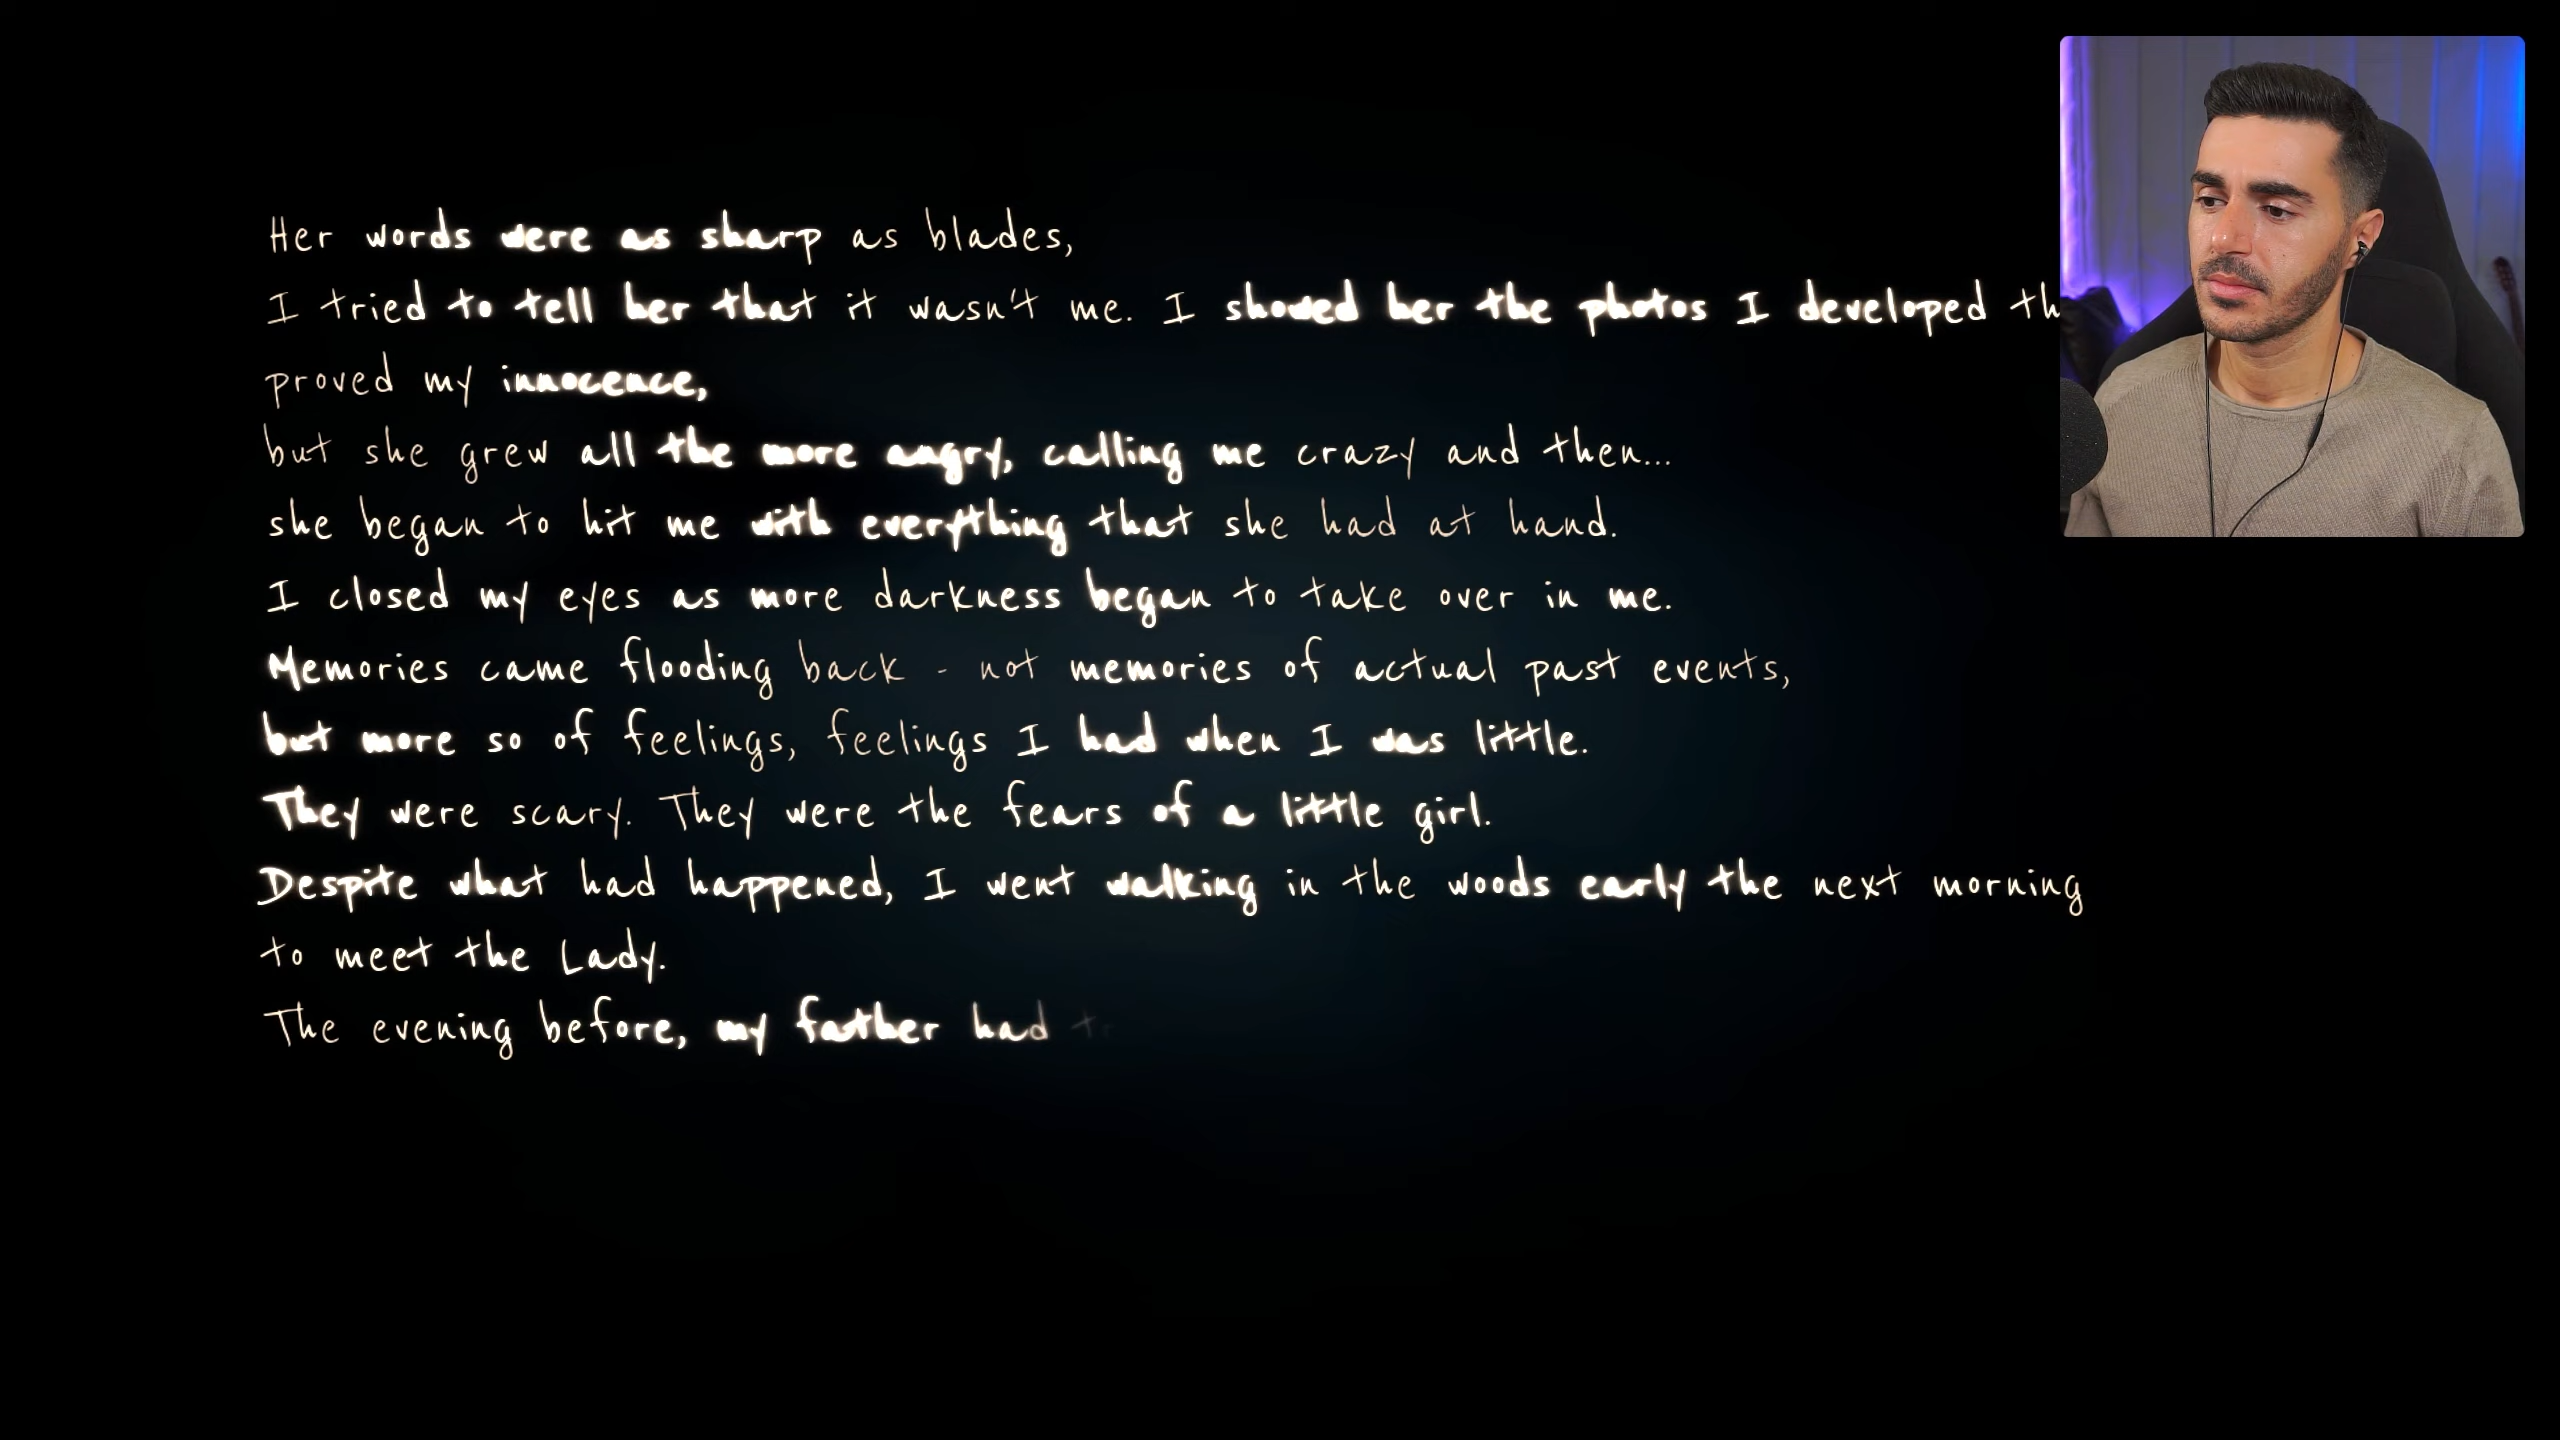 Her words were as sharp as blades,
I tried to tell her that it wasn't me. I showed her the photos I developed
proved my innocence,
but she grew all the more angry, calling me crazy and then...
she began to hit me with everything that she had at hand.
I closed my eyes as more darkness began to take over in me.
Memories came flooding back - not memories of actual past events,
but more so of feelings, feelings I had when I was little.
They were scary. They were the fears of a little girl.
Despite what had happened, I went walking in the woods early the next morning
to meet the Lady.
The evening before, my father had